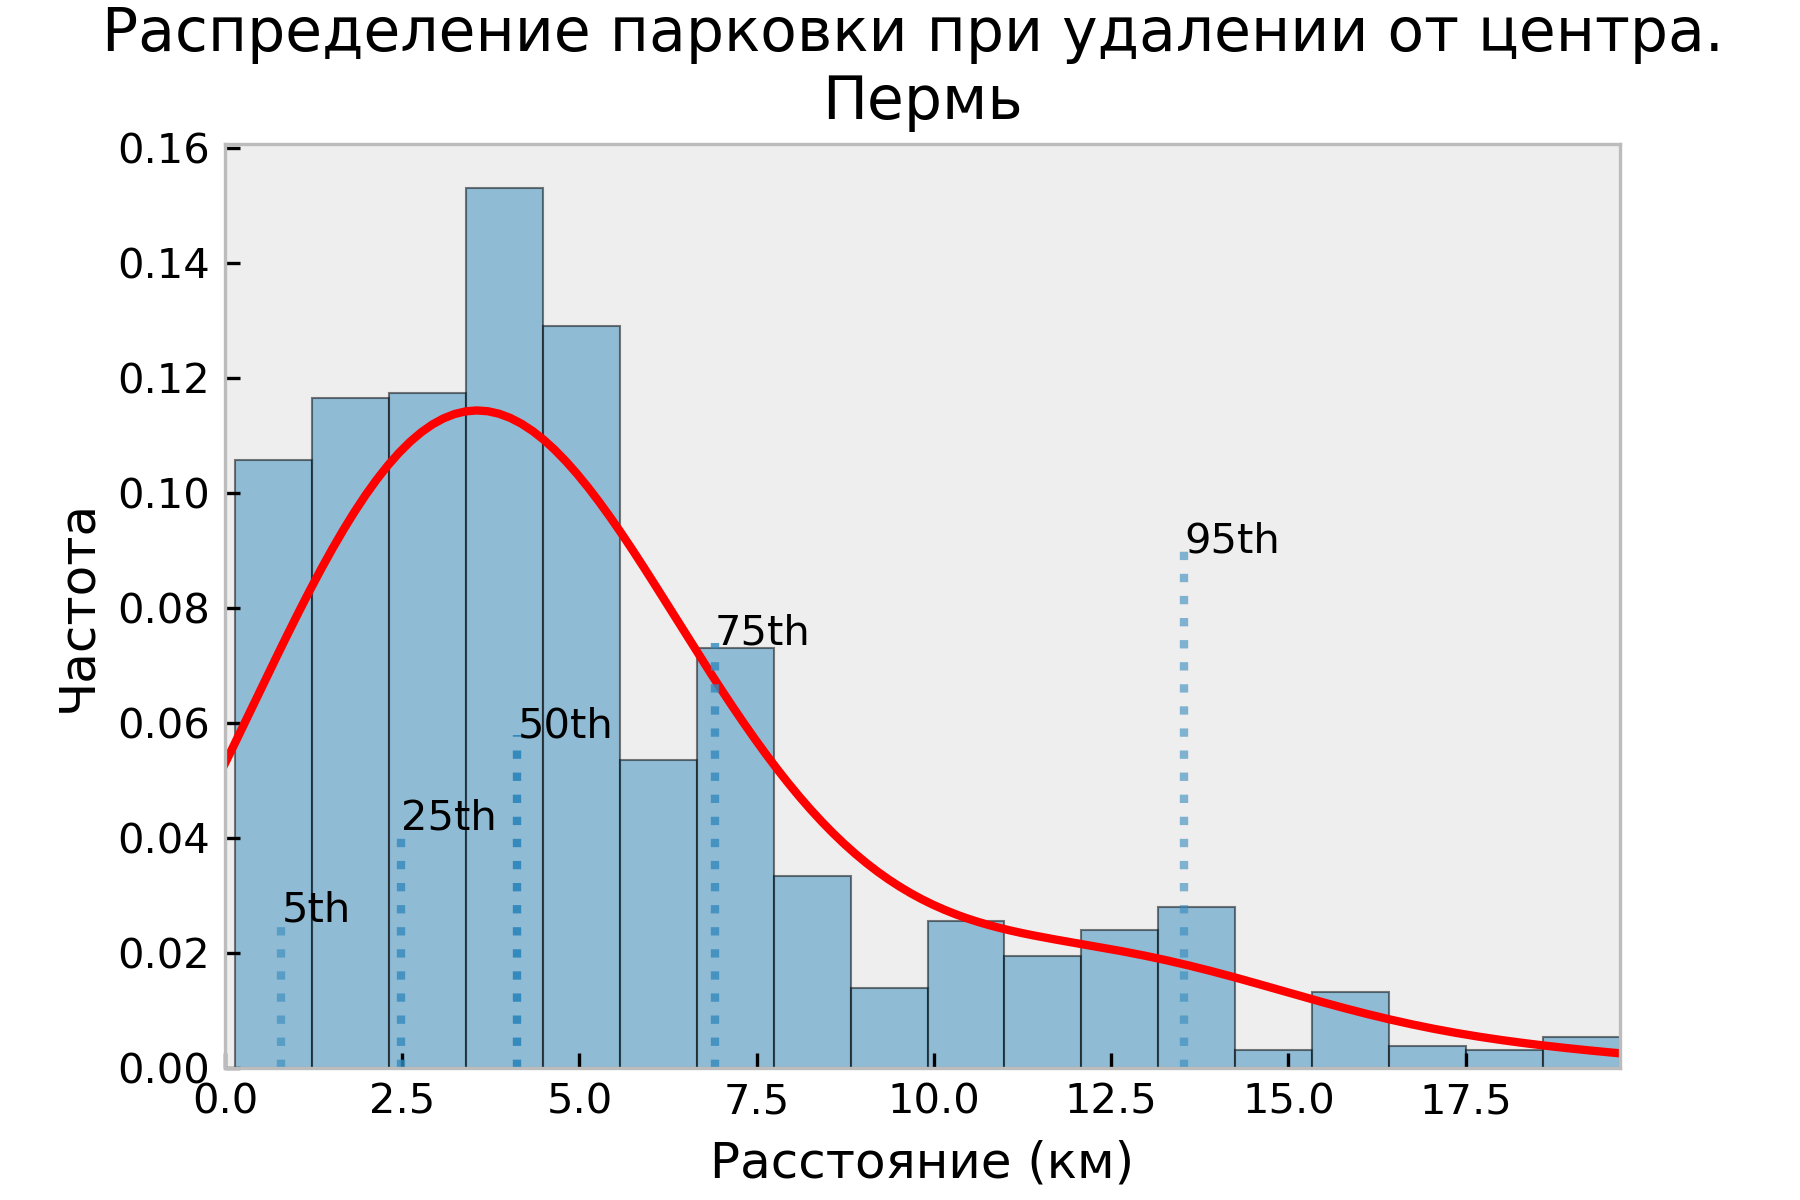 Распределение парковки при удалении от центра.
Пермь
0.16
0.14
0.12
0.10
0.08
0.06
0.04
0.02
0.00
Частота
95th
75th
50th
25th
5th
0.0 2.5 5.0 7.5 10.0 12.5 15.0 17.5
Расстояние (км)